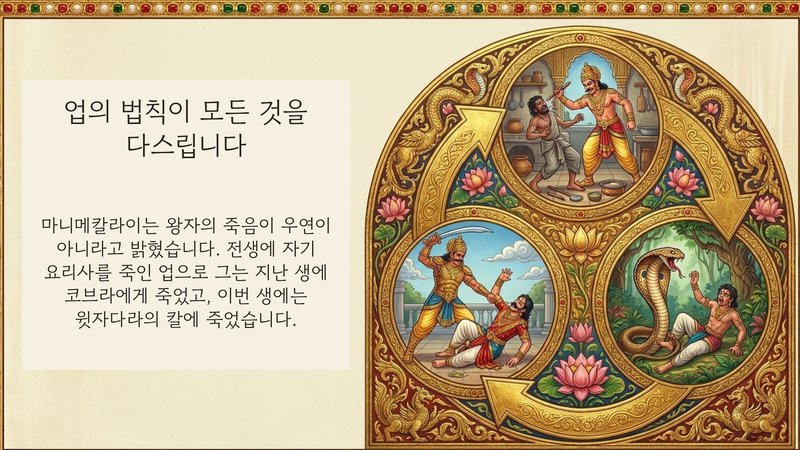 업의 법칙이 모든 것을
다스립니다
마니메칼라이는 왕자의 죽음이 우연이
아니라고 밝혔습니다. 전생에 자기
요리사를 죽인 업으로 그는 지난 생에
코브라에게 죽었고, 이번 생에는
윗자다라의 칼에 죽었습니다.